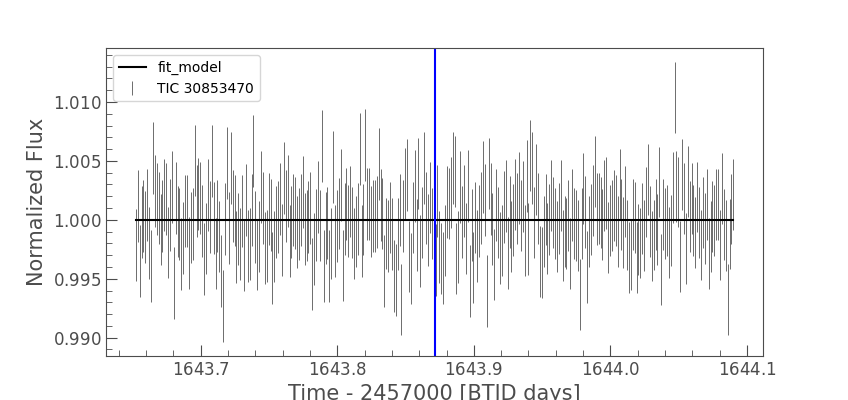 fit_model
TIC 30853470
1.010
1.005
1.000
0.995
0.990
Normalized Flux
1643.7 1643.8 1643.9 1644.0 1644.1
Time - 2457000 [BTJD days]